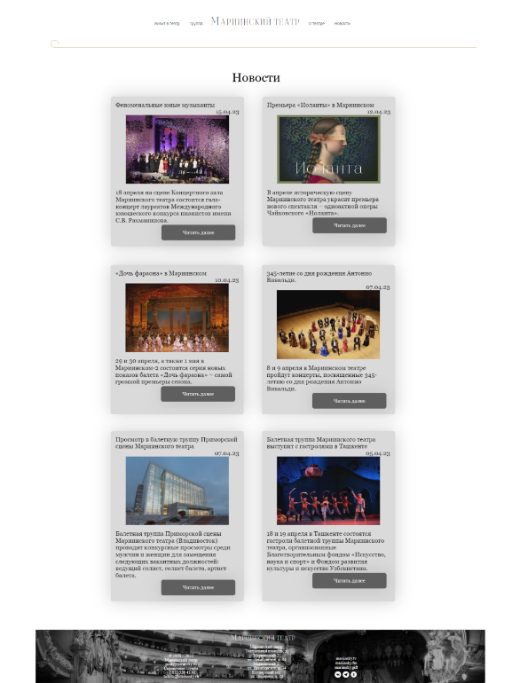 Мариинский театр
Новости
Феноменальные юные музыканты
15.04.23
18 апреля на сцене Концертного зала
Мариинского театра состоится гала-
концерт лауреатов Международного
юношеского конкурса пианистов имени
С.В. Рахманинова.
Читать далее
Премьера «Иоланты» в Мариинском
12.04.23
Иоланта
В апреле историческую сцену
Мариинского театра украсит премьера
нового спектакля – одноактной оперы
Чайковского «Иоланта».
Читать далее
«Дочь фараона» в Мариинском
10.04.23
29 и 30 апреля, а также 1 мая в
Мариинском-2 состоится серия новых
показов балета «Дочь фараона» – самой
громкой премьеры сезона.
Читать далее
345-летие со дня рождения Антонио
Вивальди.
07.04.23
8 и 9 апреля в Мариинском театре
пройдут концерты, посвященные 345-
летию со дня рождения Антонио
Вивальди.
Читать далее
Просмотр в балетную труппу Приморской
сцены Мариинского театра
07.04.23
Балетная труппа Приморской сцены
Мариинского театра (Владивосток)
проводит конкурсные просмотры среди
мужчин и женщин для замещения
следующих вакантных должностей:
ведущий солист, солист балета, артист
балета.
Читать далее
Балетная труппа Мариинского театра
выступит с гастролями в Ташкенте
05.04.23
18 и 19 апреля в Ташкенте состоятся
гастроли балетной труппы Мариинского
театра, организованные
Благотворительным фондом «Искусство,
наука и спорт» и Фондом развития
культуры и искусства Узбекистана.
Читать далее
Мариинский театр